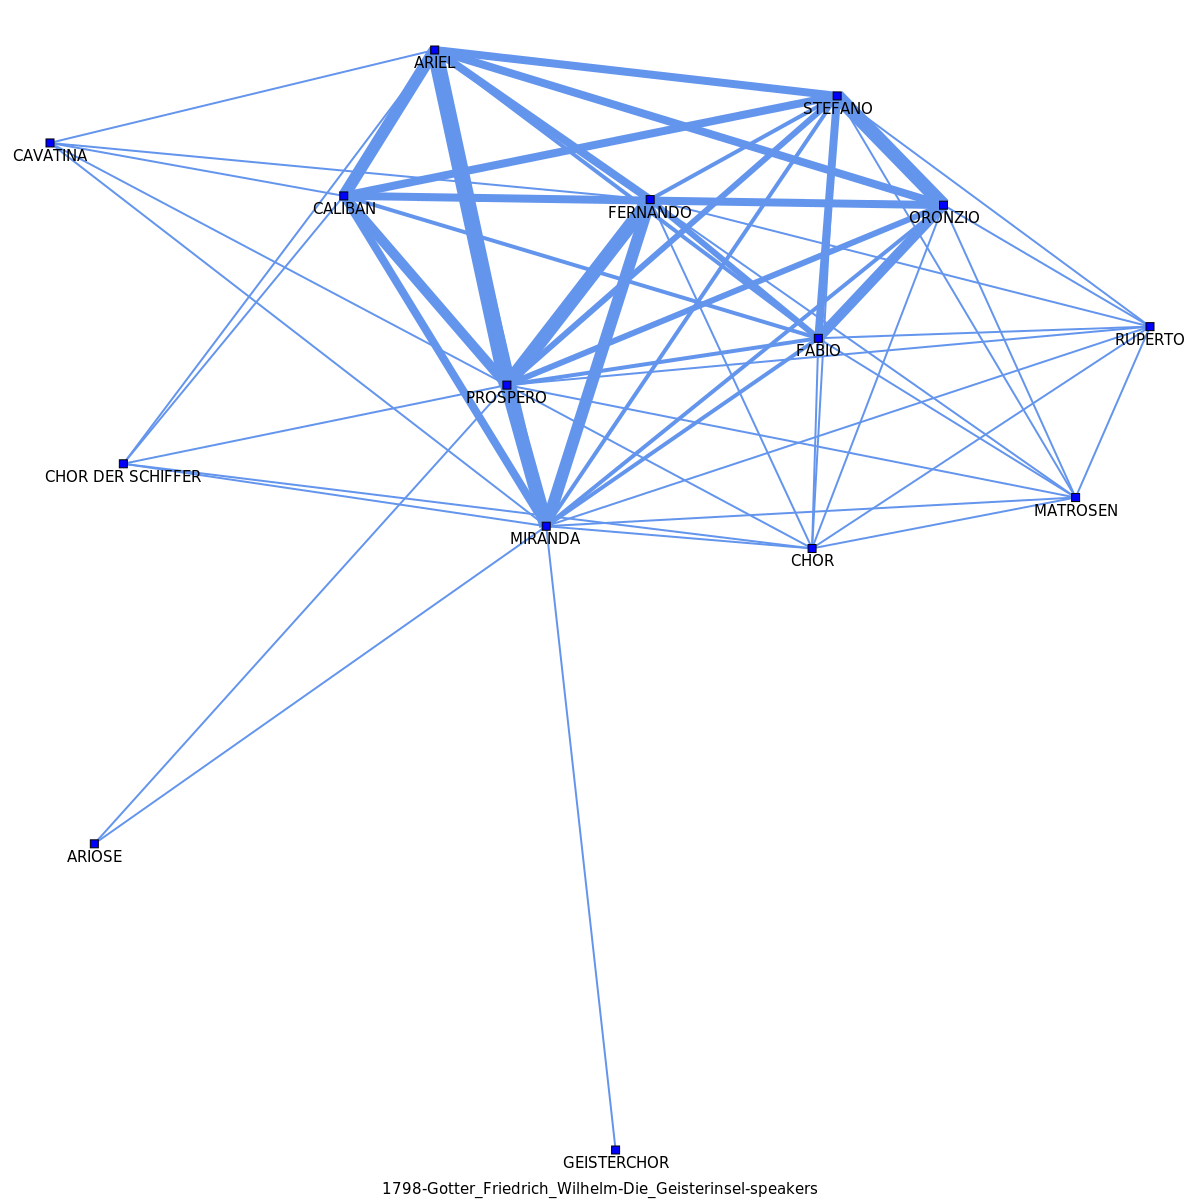 ARIEL
STEFANO
CAVATINA
CALIBAN
FERNANDO
ORONZIO
RUPERTO
FABIO
PROSPERO
CHOR DER SCHIFFER
MATROSEN
MIRANDA
CHOR
ARIOSE
GEISTERCHOR
1798-Gotter_Friedrich_Wilhelm-Die_Geisterinsel-speakers